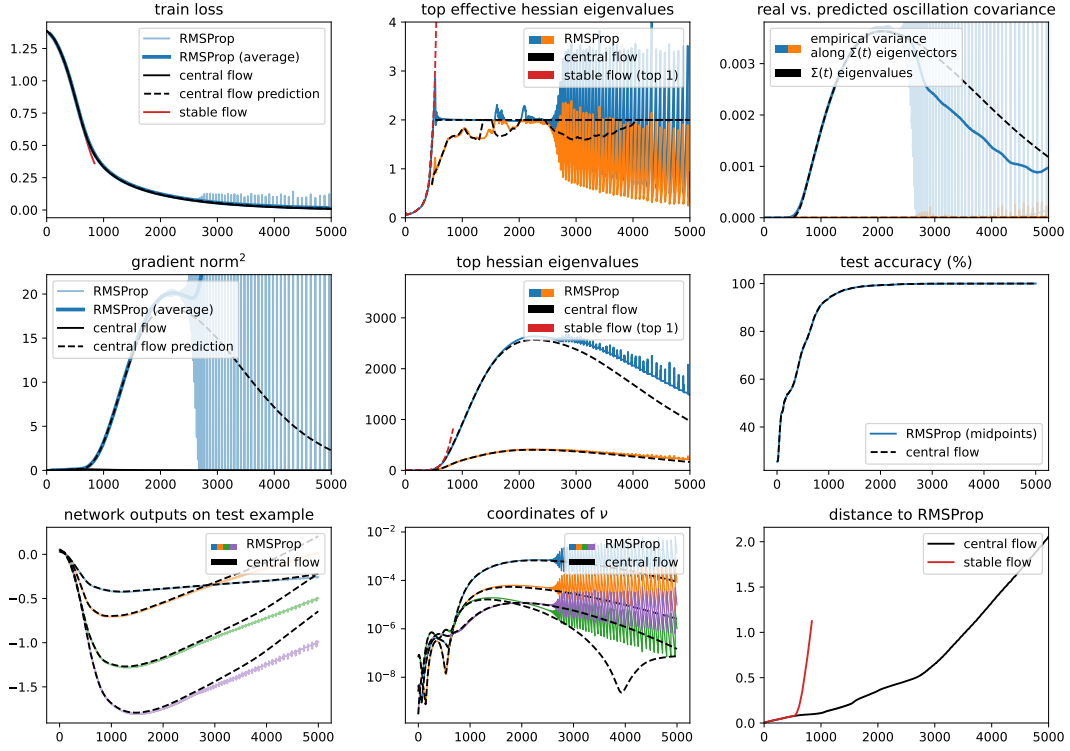 train loss
1.25
1.00
0.75
0.50
0.25
0.00
RMSProp
RMSProp (average)
central flow
central flow prediction
stable flow
0 1000 2000 3000 4000 5000
top effective hessian eigenvalues
4
3
2
1
0
RMSProp
central flow
stable flow (top 1)
0 1000 2000 3000 4000 5000
real vs. predicted oscillation covariance
0.003
0.002
0.001
0.000
empirical variance
along Σ(t) eigenvectors
Σ(t) eigenvalues
0 1000 2000 3000 4000 5000
gradient norm²
20
15
10
5
0
RMSProp
RMSProp (average)
central flow
central flow prediction
0 1000 2000 3000 4000 5000
top hessian eigenvalues
3000
2000
1000
0
RMSProp
central flow
stable flow (top 1)
0 1000 2000 3000 4000 5000
test accuracy (%)
100
80
60
40
RMSProp (midpoints)
central flow
0 1000 2000 3000 4000 5000
network outputs on test example
0.0
−0.5
−1.0
−1.5
RMSProp
central flow
0 1000 2000 3000 4000 5000
coordinates of ν
10⁻²
10⁻⁴
10⁻⁶
10⁻⁸
RMSProp
central flow
0 1000 2000 3000 4000 5000
distance to RMSProp
2.0
1.5
1.0
0.5
0.0
central flow
stable flow
0 1000 2000 3000 4000 5000